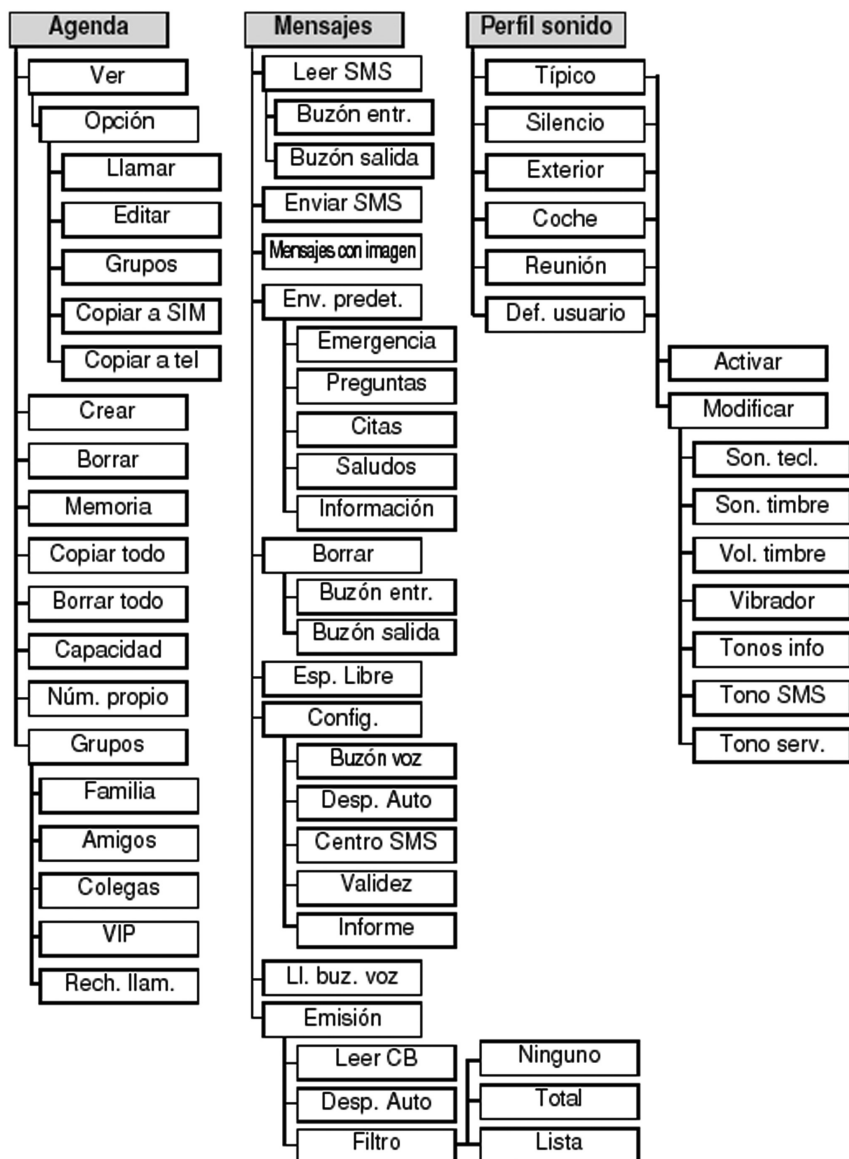 Agenda
Ver
Opción
Llamar
Editar
Grupos
Copiar a SIM
Copiar a tel
Crear
Borrar
Memoria
Copiar todo
Borrar todo
Capacidad
Núm. propio
Grupos
Familia
Amigos
Colegas
VIP
Rech. llam.
Mensajes
Leer SMS
Buzón entr.
Buzón salida
Enviar SMS
Mensajes con imagen
Env. predet.
Emergencia
Preguntas
Citas
Saludos
Información
Borrar
Buzón entr.
Buzón salida
Esp. Libre
Config.
Buzón voz
Desp. Auto
Centro SMS
Validez
Informe
Ll. buz. voz
Emisión
Leer CB
Desp. Auto
Filtro
Ninguno
Total
Lista
Perfil sonido
Típico
Silencio
Exterior
Coche
Reunión
Def. usuario
Activar
Modificar
Son. tecl.
Son. timbre
Vol. timbre
Vibrador
Tonos info
Tono SMS
Tono serv.